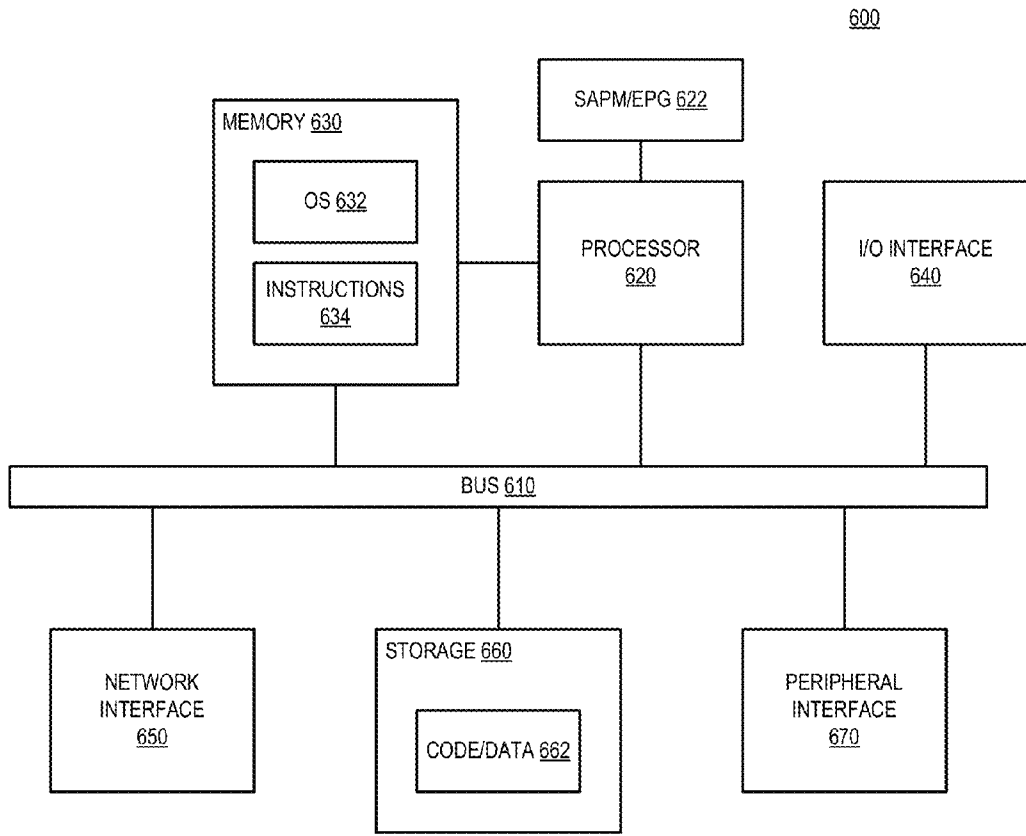 600
SAPM/EPG 622
MEMORY 630
OS 632
INSTRUCTIONS
634
PROCESSOR
620
I/O INTERFACE
640
BUS 610
NETWORK
INTERFACE
650
STORAGE 660
CODE/DATA 662
PERIPHERAL
INTERFACE
670